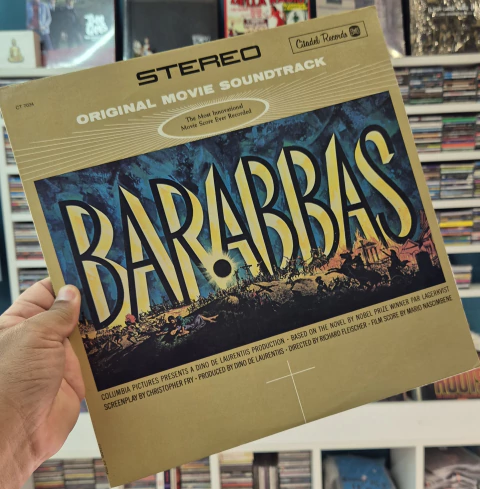 STEREO
Citadel Records
CT 7034
ORIGINAL MOVIE SOUNDTRACK
The Most Innovational
Movie Score Ever Recorded
BARABBAS
COLUMBIA PICTURES PRESENTS A DINO DE LAURENTIIS PRODUCTION · BASED ON THE NOVEL BY NOBEL PRIZE WINNER PAR LAGERKVIST
SCREENPLAY BY CHRISTOPHER FRY · PRODUCED BY DINO DE LAURENTIIS · DIRECTED BY RICHARD FLEISCHER · FILM SCORE BY MARIO NASCIMBENE